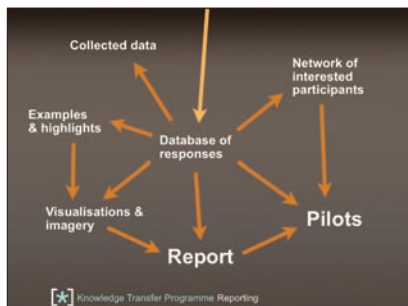 Collected data
Network of
interested
participants
Examples
& highlights
Database of
responses
Visualisations &
imagery
Pilots
Report
[*] Knowledge Transfer Programme Reporting